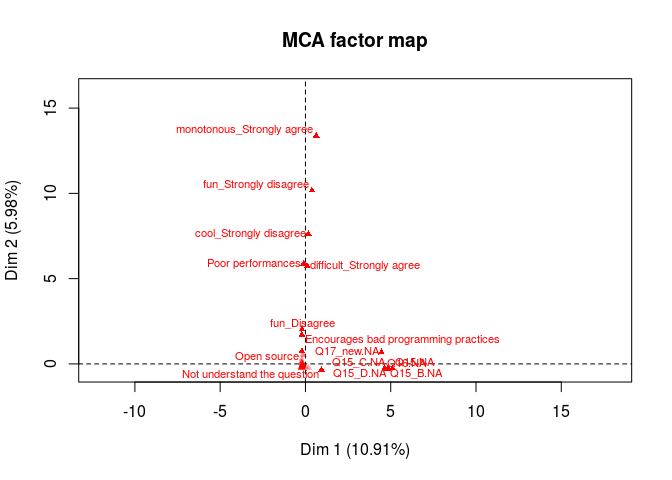 MCA factor map
15
monotonous_Strongly agree
fun_Strongly disagree
10
cool_Strongly disagree
Poor performances
difficult_Strongly agree
5
fun_Disagree
Encourages bad programming practices
Q17_new.NA
Open source
Q15_C.NA
0
Q15_D.NA
Q15_B.NA
Not understand the question
-10
-5
0
5
10
15
Dim 1 (10.91%)
Dim 2 (5.98%)